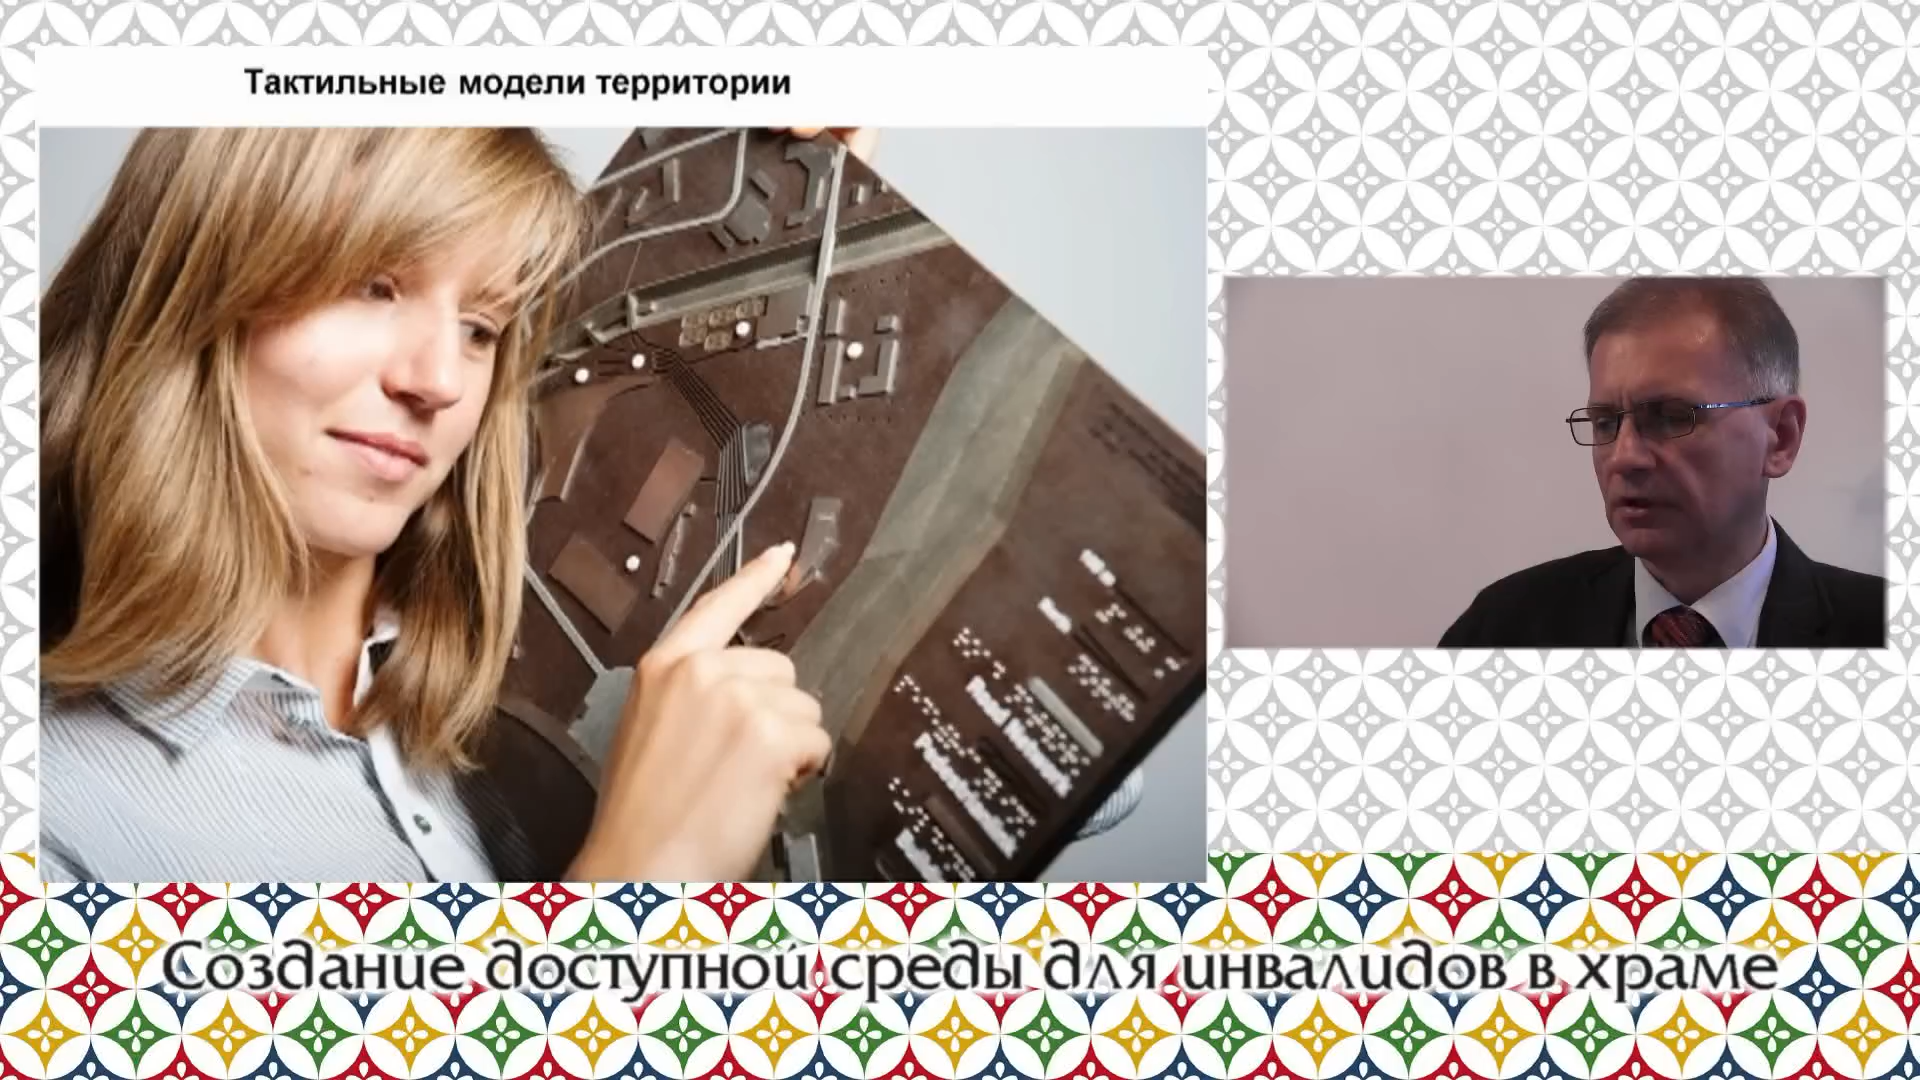 Тактильные модели территории
Создание доступной среды для инвалидов в храме